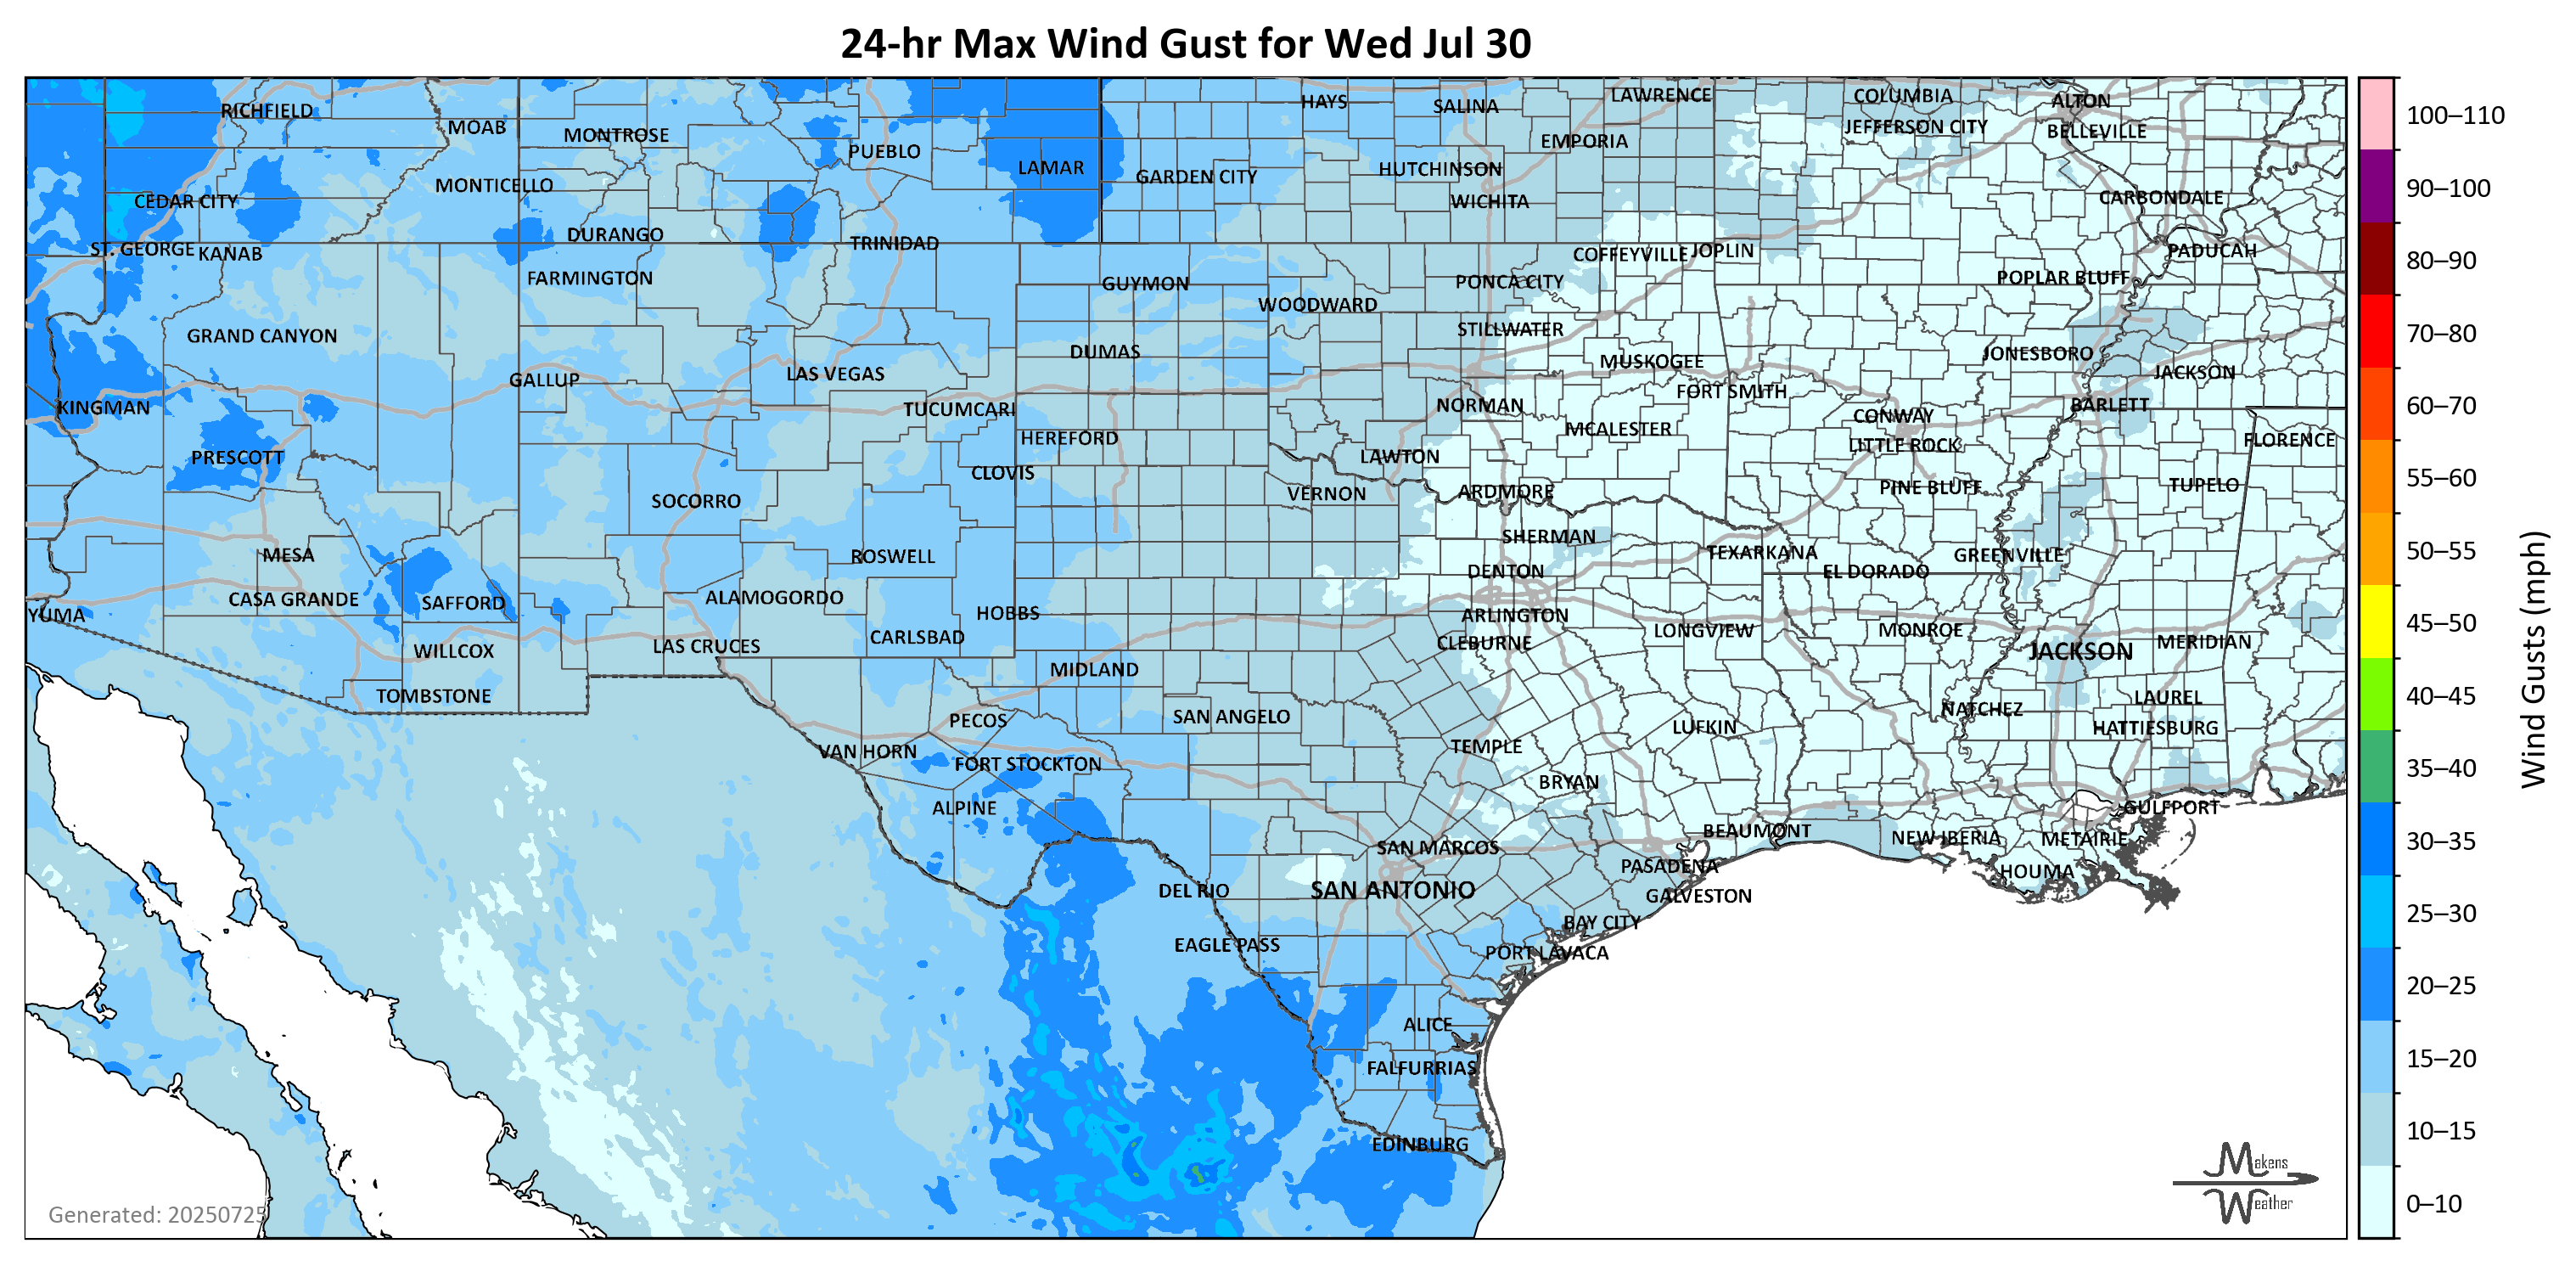 24-hr Max Wind Gust for Wed Jul 30
RICHFIELD
MOAB
MONTROSE
PUEBLO
LAMAR
HAYS
SALINA
LAWRENCE
COLUMBIA
ALTON
GARDEN CITY
HUTCHINSON
EMPORIA
JEFFERSON CITY
BELLEVILLE
CEDAR CITY
MONTICELLO
WICHITA
CARBONDALE
ST. GEORGE
KANAB
DURANGO
TRINIDAD
COFFEYVILLE
JOPLIN
PADUCAH
FARMINGTON
GUYMON
WOODWARD
PONCA CITY
POPLAR BLUFF
GRAND CANYON
DUMAS
STILLWATER
MUSKOGEE
JONESBORO
GALLUP
LAS VEGAS
FORT SMITH
JACKSON
KINGMAN
TUCUMCARI
NORMAN
CONWAY
BARLETT
PRESCOTT
HEREFORD
LAWTON
MCALESTER
LITTLE ROCK
FLORENCE
SOCORRO
CLOVIS
VERNON
ARDMORE
PINE BLUFF
TUPELO
MESA
ROSWELL
SHERMAN
TEXARKANA
GREENVILLE
CASA GRANDE
SAFFORD
ALAMOGORDO
HOBBS
DENTON
EL DORADO
YUMA
WILLCOX
LAS CRUCES
CARLSBAD
ARLINGTON
CLEBURNE
LONGVIEW
MONROE
JACKSON
MERIDIAN
TOMBSTONE
MIDLAND
PECOS
SAN ANGELO
TEMPLE
LUFKIN
NATCHEZ
LAUREL
HATTIESBURG
VAN HORN
FORT STOCKTON
BRYAN
ALPINE
GULFPORT
SAN MARCOS
BEAUMONT
NEW IBERIA
METAIRIE
DEL RIO
SAN ANTONIO
PASADENA
GALVESTON
HOUMA
EAGLE PASS
BAY CITY
PORT LAVACA
ALICE
FALFURRIAS
EDINBURG
100–110
90–100
80–90
70–80
60–70
55–60
50–55
45–50
40–45
35–40
30–35
25–30
20–25
15–20
10–15
0–10
Wind Gusts (mph)
Generated: 20250725
Makens
Weather